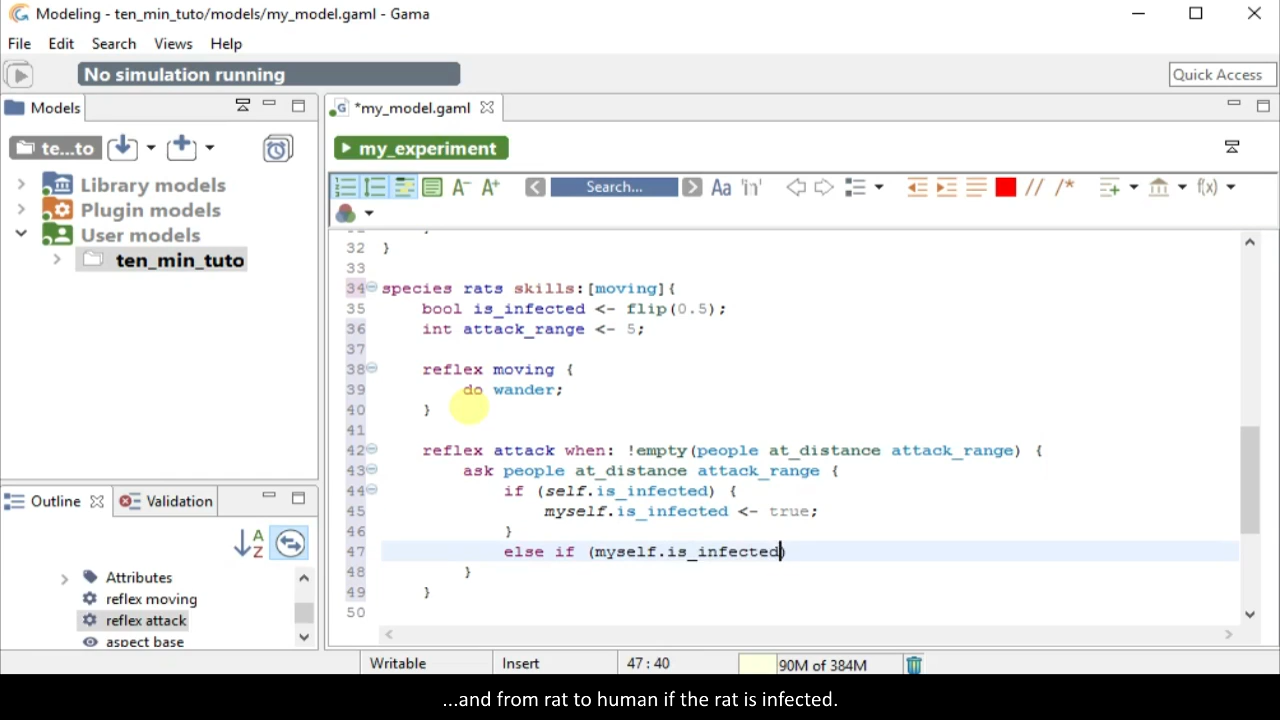 Modeling - ten_min_tuto/models/my_model.gaml - Gama
File Edit Search Views Help
No simulation running
Quick Access
Models
*my_model.gaml
te...to
my_experiment
A- A+ Search... Aa 'in' // /* f(x)
Library models
Plugin models
User models
ten_min_tuto
32 }
33
34 species rats skills:[moving]{
35 bool is_infected <- flip(0.5);
36 int attack_range <- 5;
37
38 reflex moving {
39 do wander;
40 }
41
42 reflex attack when: !empty(people at_distance attack_range) {
43 ask people at_distance attack_range {
44 if (self.is_infected) {
45 myself.is_infected <- true;
46 }
47 else if (myself.is_infected)
48 }
49 }
50
Outline Validation
A
Z
Attributes
reflex moving
reflex attack
aspect base
Writable Insert 47 : 40 90M of 384M
...and from rat to human if the rat is infected.